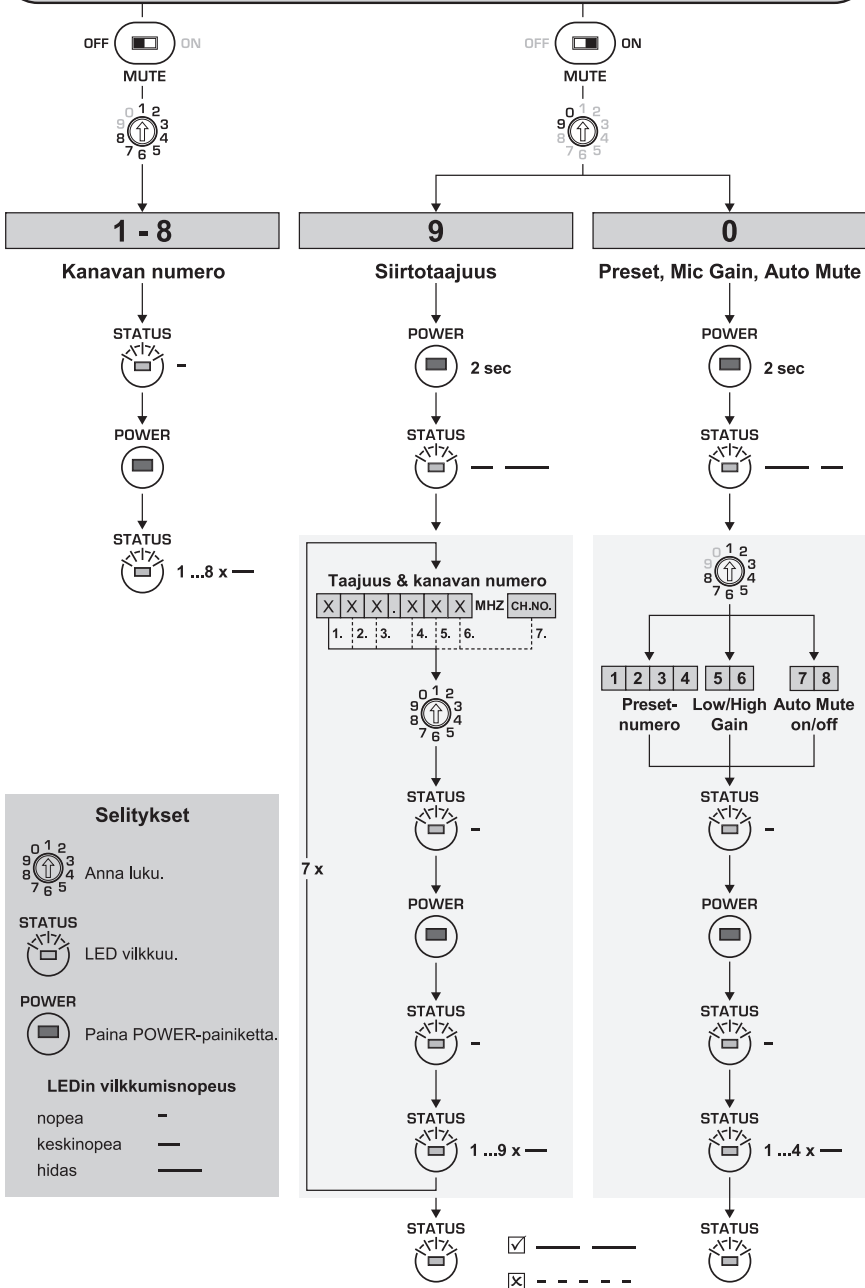 OFF ON OFF ON
MUTE MUTE
0 1 2 3 4 5 6 7 8 9 0 1 2 3 4 5 6 7 8 9
1 - 8 9 0
Kanavan numero Siirtotaajuus Preset, Mic Gain, Auto Mute
STATUS POWER POWER
- 2 sec 2 sec
POWER STATUS STATUS
— — — —
STATUS
1 ...8 x —
Taajuus & kanavan numero
X X X . X X X MHZ CH.NO.
1. 2. 3. 4. 5. 6. 7.
0 1 2 3 4 5 6 7 8 9
0 1 2 3 4 5 6 7 8 9
1 2 3 4 5 6 7 8
Preset- Low/High Auto Mute
numero Gain on/off
STATUS STATUS
- -
7 x
POWER POWER
STATUS STATUS
- -
STATUS STATUS
1 ...9 x — 1 ...4 x —
STATUS STATUS
☑ — —
☒ - - - - -
Selitykset
0 1 2 3 4 5 6 7 8 9
Anna luku.
STATUS
LED vilkkuu.
POWER
Paina POWER-painiketta.
LEDin vilkkumisnopeus
nopea -
keskinopea —
hidas ——